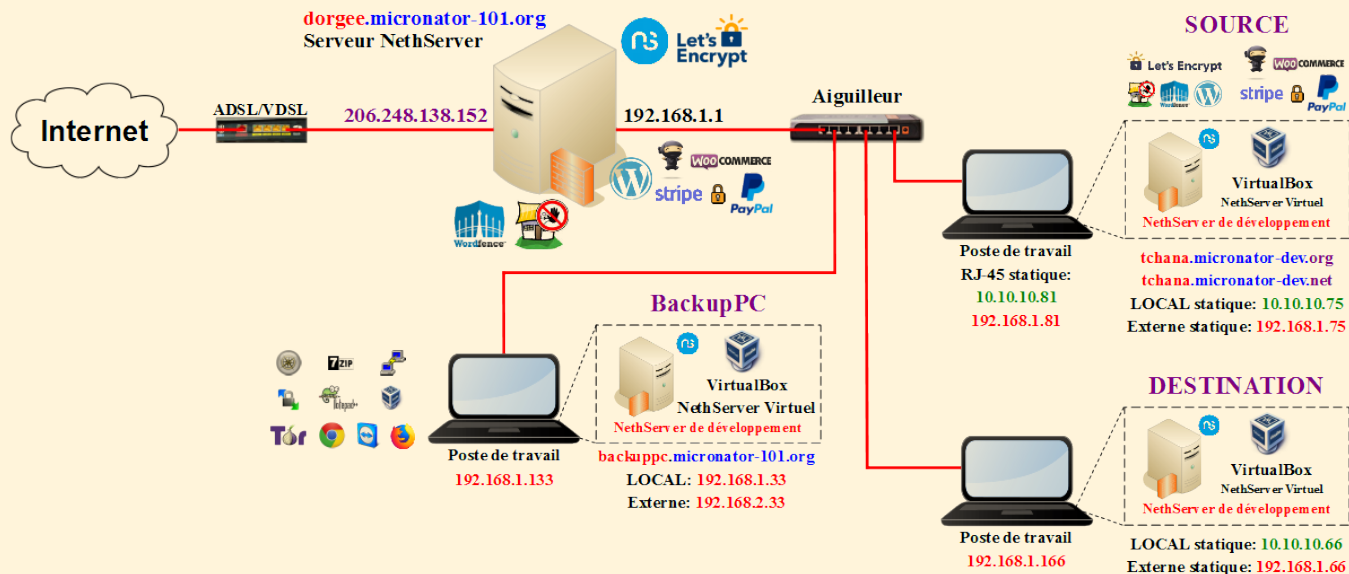 dorgee.micronator-101.org
Serveur NethServer
ns
Let's Encrypt
Internet
ADSL/VDSL
206.248.138.152
192.168.1.1
Aiguilleur
WOOCOMMERCE
stripe
PayPal
Wordfence
SOURCE
Let's Encrypt
WOOCOMMERCE
stripe
PayPal
ns
VirtualBox
NethServer Virtuel
NethServer de développement
Poste de travail
RJ-45 statique:
10.10.10.81
192.168.1.81
tchana.micronator-dev.org
tchana.micronator-dev.net
LOCAL statique: 10.10.10.75
Externe statique: 192.168.1.75
BackupPC
7ZIP
Notepad++
Tor
ns
VirtualBox
NethServer Virtuel
NethServer de développement
Poste de travail
192.168.1.133
backuppc.micronator-101.org
LOCAL: 192.168.1.33
Externe: 192.168.2.33
DESTINATION
ns
VirtualBox
NethServer Virtuel
NethServer de développement
Poste de travail
192.168.1.166
LOCAL statique: 10.10.10.66
Externe statique: 192.168.1.66